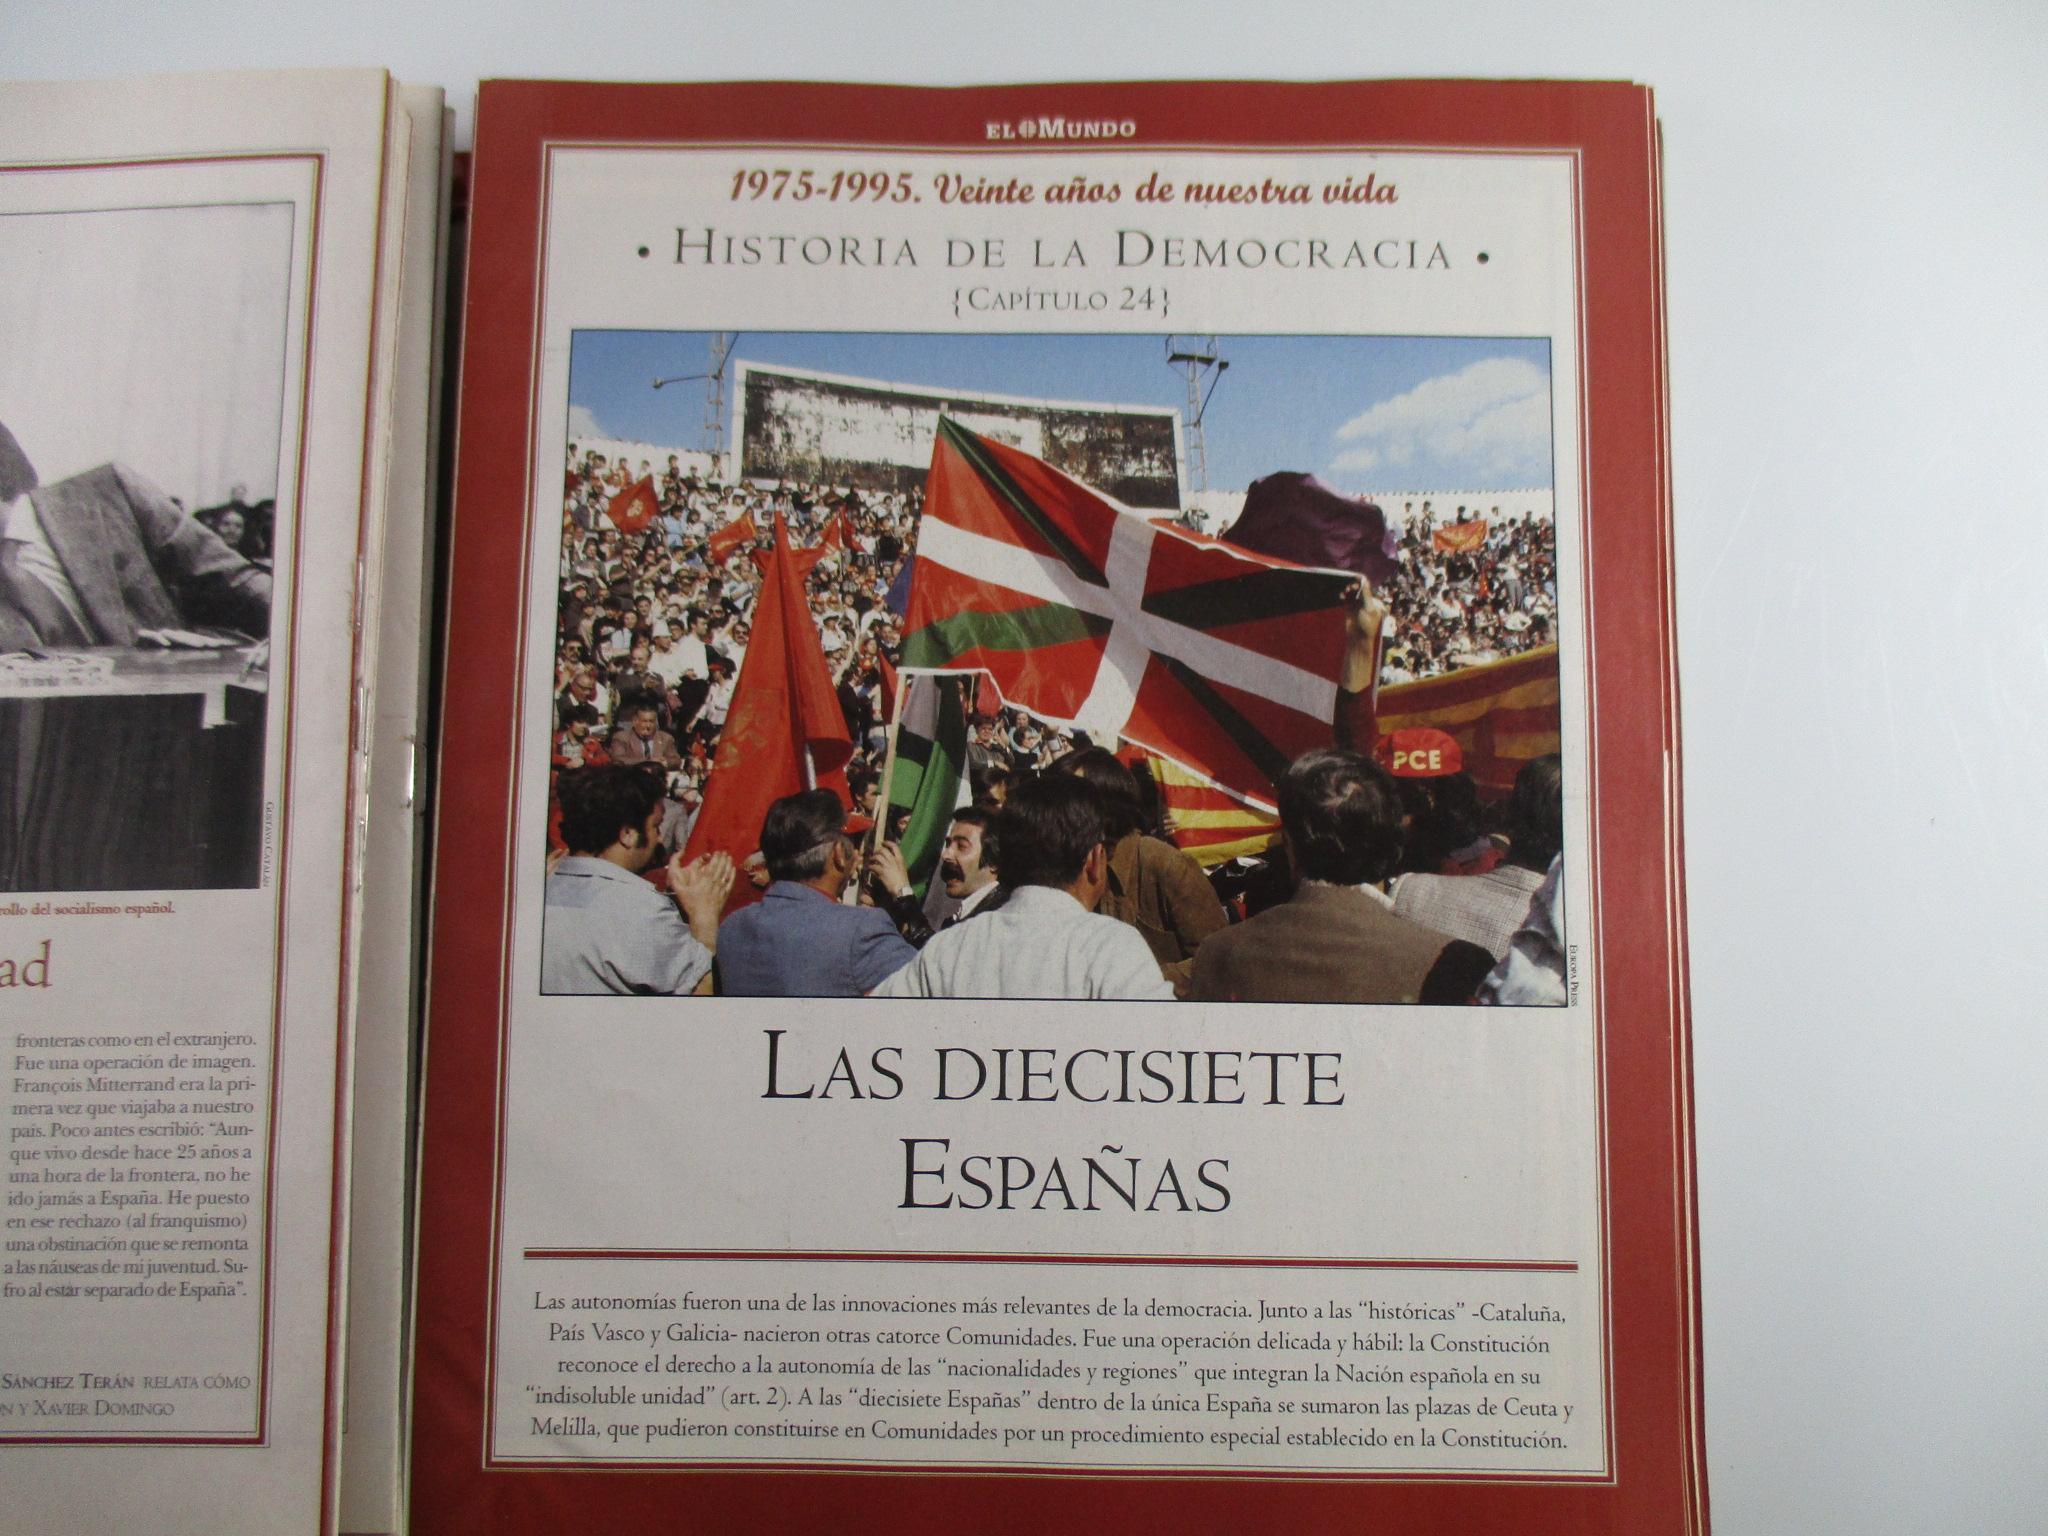 GUSTAVO CATALÁN
rollo del socialismo español.
ad
fronteras como en el extranjero.
Fue una operación de imagen.
François Mitterrand era la pri-
mera vez que viajaba a nuestro
país. Poco antes escribió: “Aun-
que vivo desde hace 25 años a
una hora de la frontera, no he
ido jamás a España. He puesto
en ese rechazo (al franquismo)
una obstinación que se remonta
a las náuseas de mi juventud. Su-
fro al estar separado de España”.
SÁNCHEZ TERÁN RELATA CÓMO
N Y XAVIER DOMINGO
EL MUNDO
1975-1995. Veinte años de nuestra vida
• HISTORIA DE LA DEMOCRACIA •
{CAPÍTULO 24}
PCE
EUROPA PRESS
LAS DIECISIETE
ESPAÑAS
Las autonomías fueron una de las innovaciones más relevantes de la democracia. Junto a las “históricas” -Cataluña,
País Vasco y Galicia- nacieron otras catorce Comunidades. Fue una operación delicada y hábil: la Constitución
reconoce el derecho a la autonomía de las “nacionalidades y regiones” que integran la Nación española en su
“indisoluble unidad” (art. 2). A las “diecisiete Españas” dentro de la única España se sumaron las plazas de Ceuta y
Melilla, que pudieron constituirse en Comunidades por un procedimiento especial establecido en la Constitución.